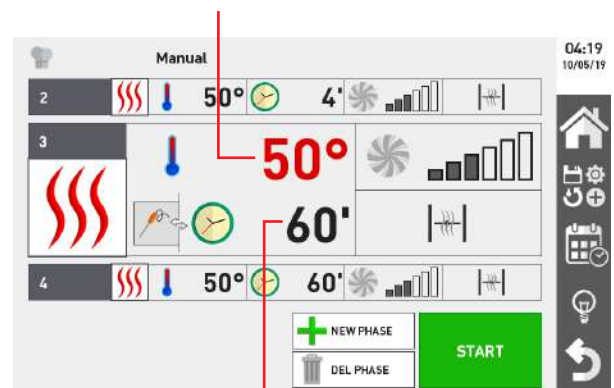 Manual
04:19
10/05/19
2 50° 4'
3
50°
60'
4 50° 60'
NEW PHASE
DEL PHASE
START